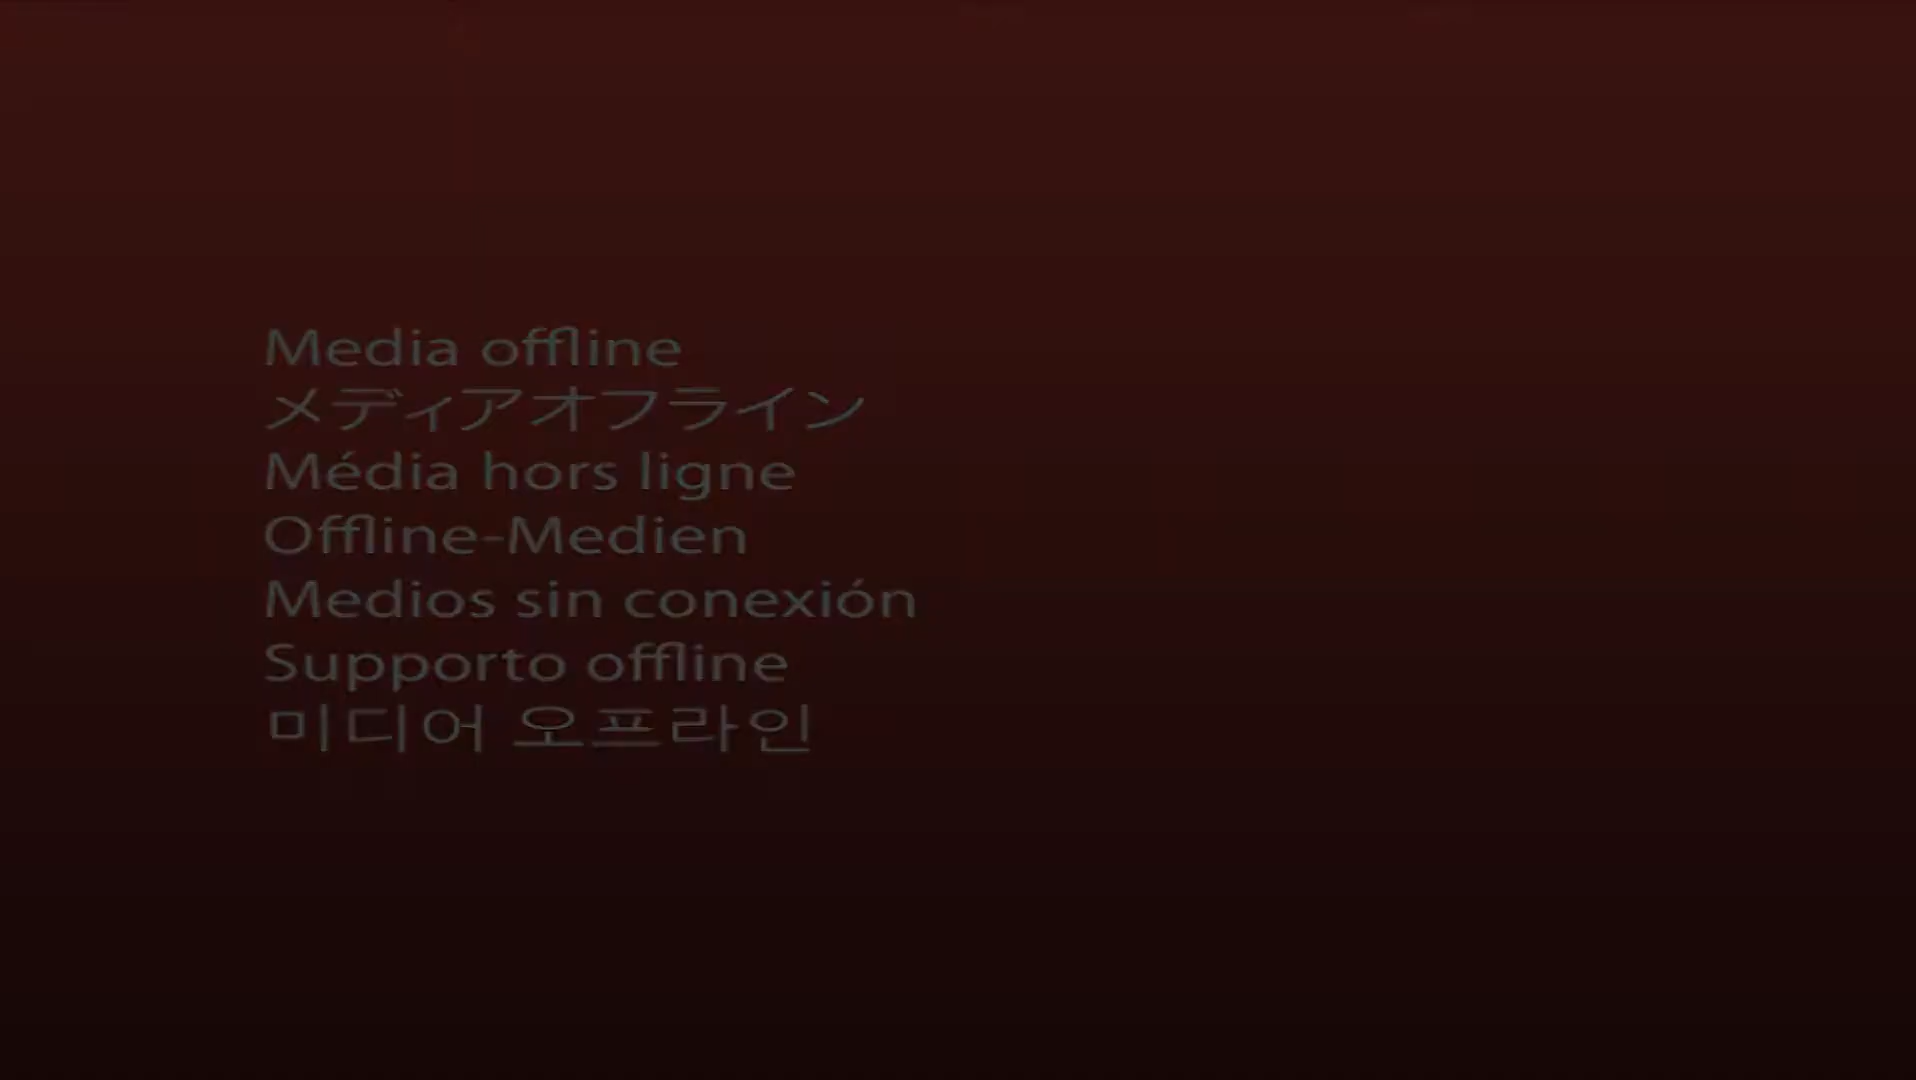 Media offline
メディアオフライン
Média hors ligne
Offline-Medien
Medios sin conexión
Supporto offline
미디어 오프라인